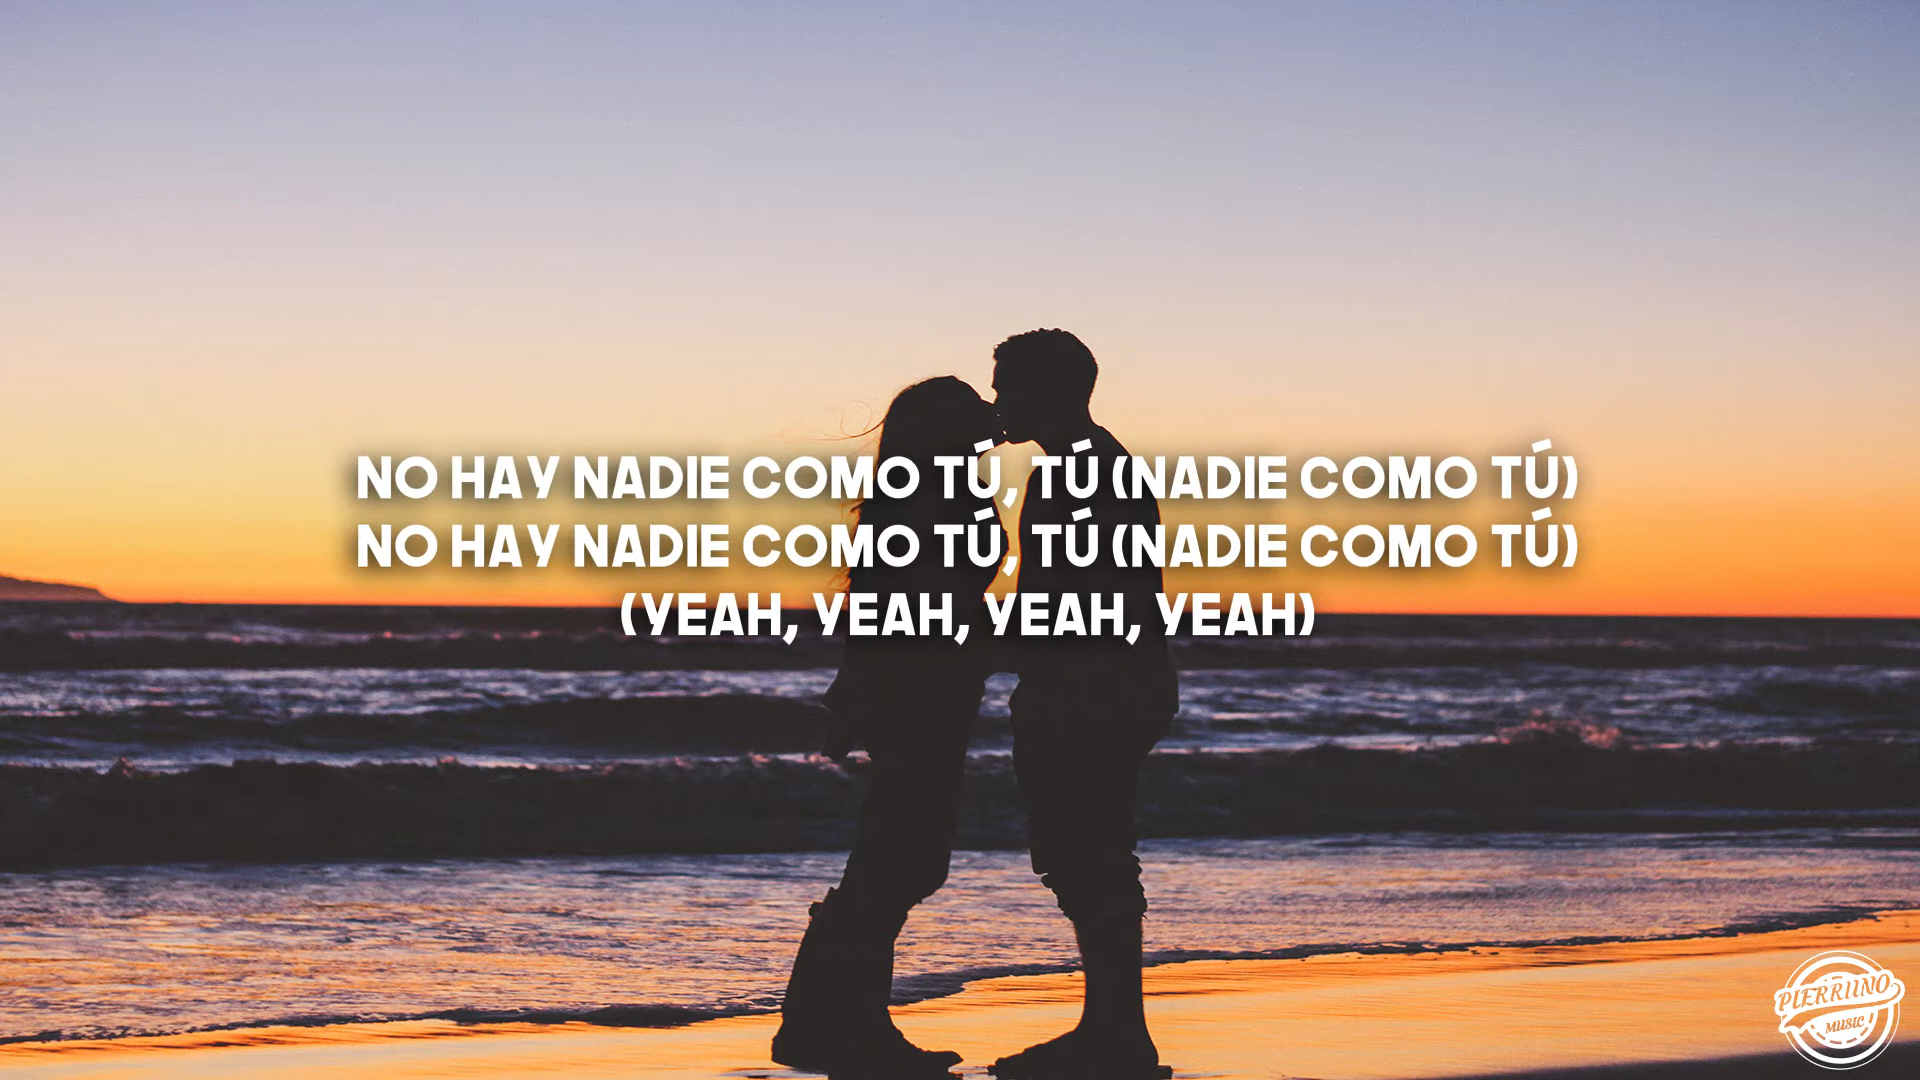 NO HAY NADIE COMO TÚ, TÚ (NADIE COMO TÚ)
NO HAY NADIE COMO TÚ, TÚ (NADIE COMO TÚ)
(YEAH, YEAH, YEAH, YEAH)
PIERRIINO
MUSIC